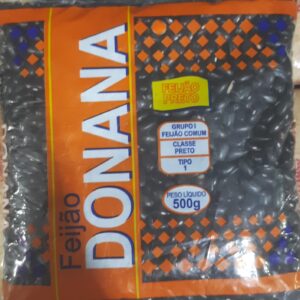 Feijão
DONANA
FEIJÃO
PRETO
GRUPO I
FEIJÃO COMUM
CLASSE
PRETO
TIPO
1
PESO LÍQUIDO
500g